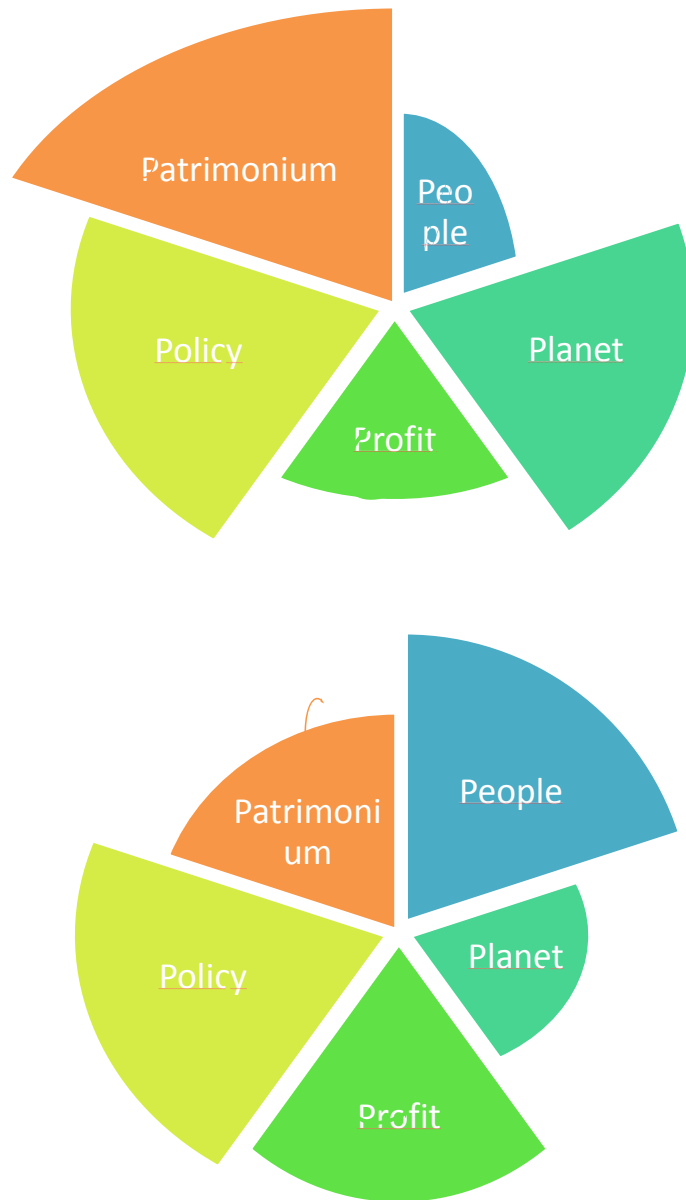 Patrimonium
Peo
ple
Policy
Planet
Profit
People
Patrimoni
um
Policy
Planet
Profit